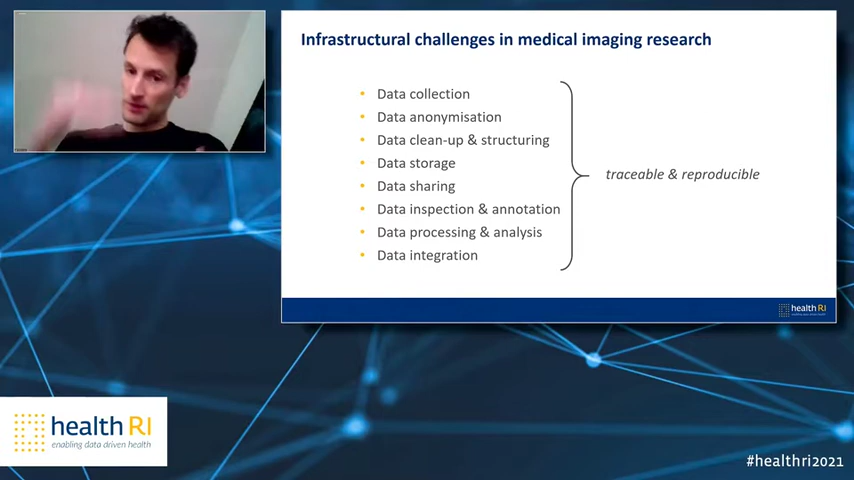 Infrastructural challenges in medical imaging research
• Data collection
• Data anonymisation
• Data clean-up & structuring
• Data storage
• Data sharing
• Data inspection & annotation
• Data processing & analysis
• Data integration
traceable & reproducible
health RI
health RI
enabling data driven health
#healthri2021